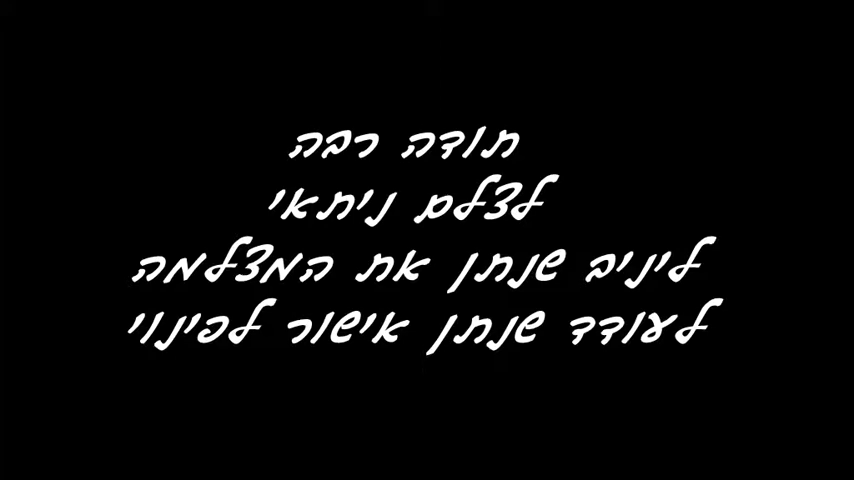 תודה רבה
לצלם ניתאי
ליניב שנתן את המצלמה
לעודד שנתן אישור לפינוי